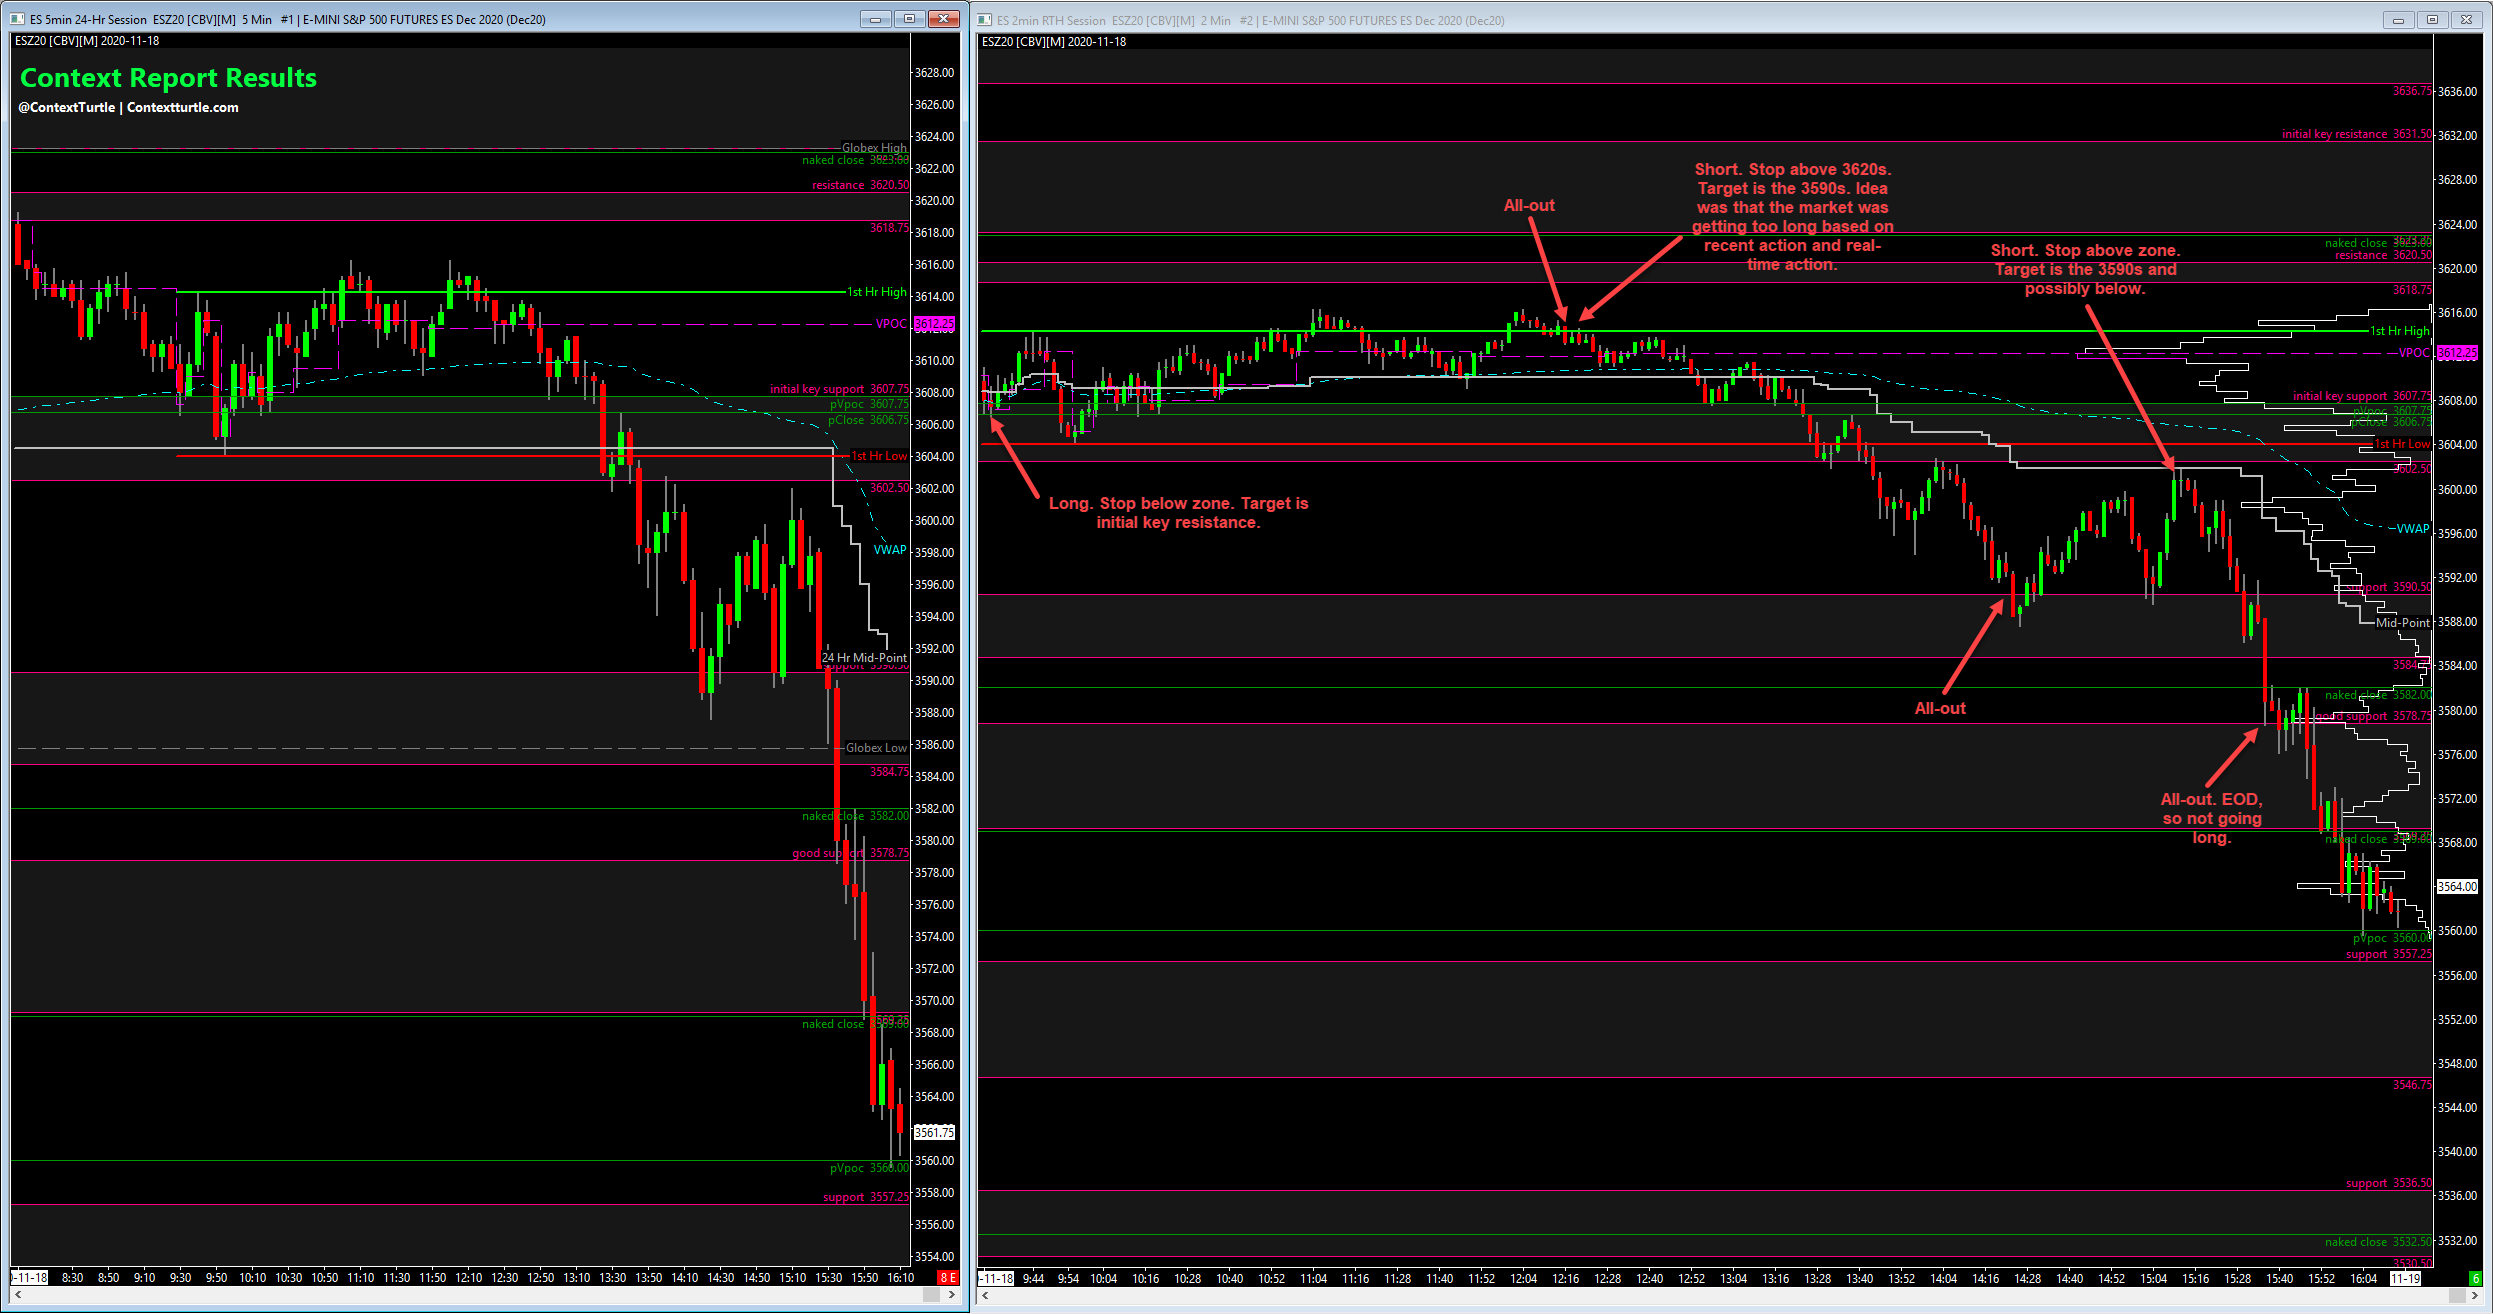 ES 5min 24-Hr Session ESZ20 [CBV][M] 5 Min #1 | E-MINI S&P 500 FUTURES ES Dec 2020 (Dec20)
ESZ20 [CBV][M] 2020-11-18
Context Report Results
@ContextTurtle | Contextturtle.com
Globex High
naked close 3623.00
resistance 3620.50
3618.75
1st Hr High
VPOC
initial key support 3607.75
pVpoc 3607.75
pClose 3606.75
1st Hr Low
3602.50
VWAP
24 Hr Mid-Point
support 3590.50
Globex Low
3584.75
naked close 3582.00
good support 3578.75
naked close 3569.00
pVpoc 3560.00
support 3557.25
3628.00
3626.00
3624.00
3622.00
3620.00
3618.00
3616.00
3614.00
3612.25
3610.00
3608.00
3606.00
3604.00
3602.00
3600.00
3598.00
3596.00
3594.00
3592.00
3590.00
3588.00
3586.00
3584.00
3582.00
3580.00
3578.00
3576.00
3574.00
3572.00
3570.00
3568.00
3566.00
3564.00
3561.75
3560.00
3558.00
3556.00
3554.00
-11-18 8:30 8:50 9:10 9:30 9:50 10:10 10:30 10:50 11:10 11:30 11:50 12:10 12:30 12:50 13:10 13:30 13:50 14:10 14:30 14:50 15:10 15:30 15:50 16:10 8 E
ES 2min RTH Session ESZ20 [CBV][M] 2 Min #2 | E-MINI S&P 500 FUTURES ES Dec 2020 (Dec20)
ESZ20 [CBV][M] 2020-11-18
3636.75
initial key resistance 3631.50
Short. Stop above 3620s.
Target is the 3590s. Idea
was that the market was
getting too long based on
recent action and real-
time action.
All-out
Short. Stop above zone.
Target is the 3590s and
possibly below.
naked close 3623.00
resistance 3620.50
3618.75
1st Hr High
VPOC
initial key support 3607.75
pVpoc 3607.75
pClose 3606.75
1st Hr Low
3602.50
Long. Stop below zone. Target is
initial key resistance.
VWAP
support 3590.50
Mid-Point
3584.75
naked close 3582.00
All-out
good support 3578.75
All-out. EOD,
so not going
long.
naked close 3569.00
pVpoc 3560.00
support 3557.25
3546.75
support 3536.50
naked close 3532.50
3530.50
3636.00
3632.00
3628.00
3624.00
3620.00
3616.00
3612.25
3608.00
3604.00
3600.00
3596.00
3592.00
3588.00
3584.00
3580.00
3576.00
3572.00
3568.00
3564.00
3560.00
3556.00
3552.00
3548.00
3544.00
3540.00
3536.00
3532.00
-11-18 9:44 9:54 10:04 10:16 10:28 10:40 10:52 11:04 11:16 11:28 11:40 11:52 12:04 12:16 12:28 12:40 12:52 13:04 13:16 13:28 13:40 13:52 14:04 14:16 14:28 14:40 14:52 15:04 15:16 15:28 15:40 15:52 16:04 11-19 6